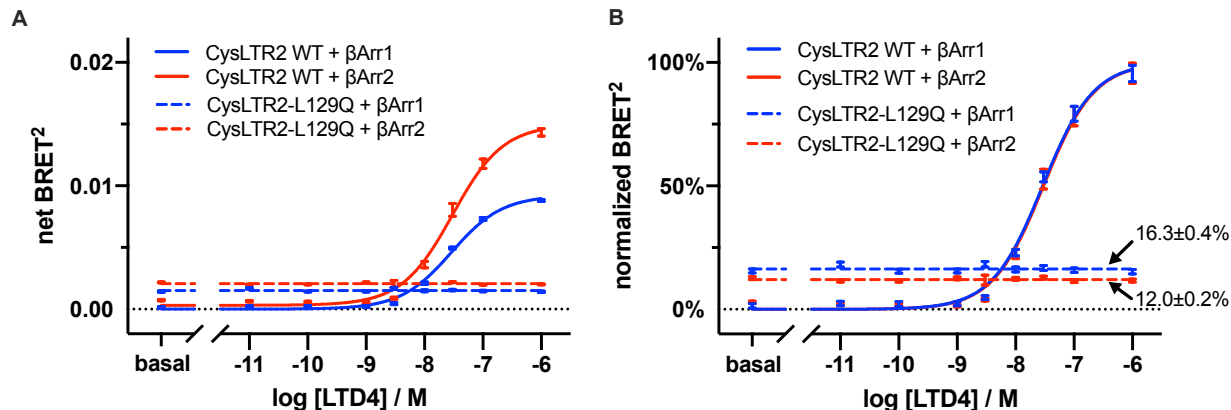 A
CysLTR2 WT + βArr1
CysLTR2 WT + βArr2
CysLTR2-L129Q + βArr1
CysLTR2-L129Q + βArr2
0.02
0.01
0.00
net BRET²
basal
-11
-10
-9
-8
-7
-6
log [LTD4] / M
B
CysLTR2 WT + βArr1
CysLTR2 WT + βArr2
CysLTR2-L129Q + βArr1
CysLTR2-L129Q + βArr2
100%
50%
0%
normalized BRET²
16.3±0.4%
12.0±0.2%
basal
-11
-10
-9
-8
-7
-6
log [LTD4] / M